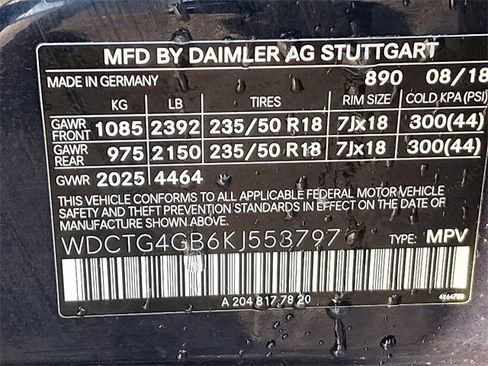 MFD BY DAIMLER AG STUTTGART
MADE IN GERMANY 890 08/18
KG LB TIRES RIM SIZE COLD KPA(PSI)
GAWR FRONT 1085 2392 235/50 R18 7Jx18 300(44)
GAWR REAR 975 2150 235/50 R18 7Jx18 300(44)
GVWR 2025 4464
THIS VEHICLE CONFORMS TO ALL APPLICABLE FEDERAL MOTOR VEHICLE
SAFETY AND THEFT PREVENTION STANDARDS IN EFFECT ON THE DATE OF
MANUFACTURE SHOWN ABOVE.
WDCTG4GB6KJ553797 TYPE: MPV
A 204 817 78 20